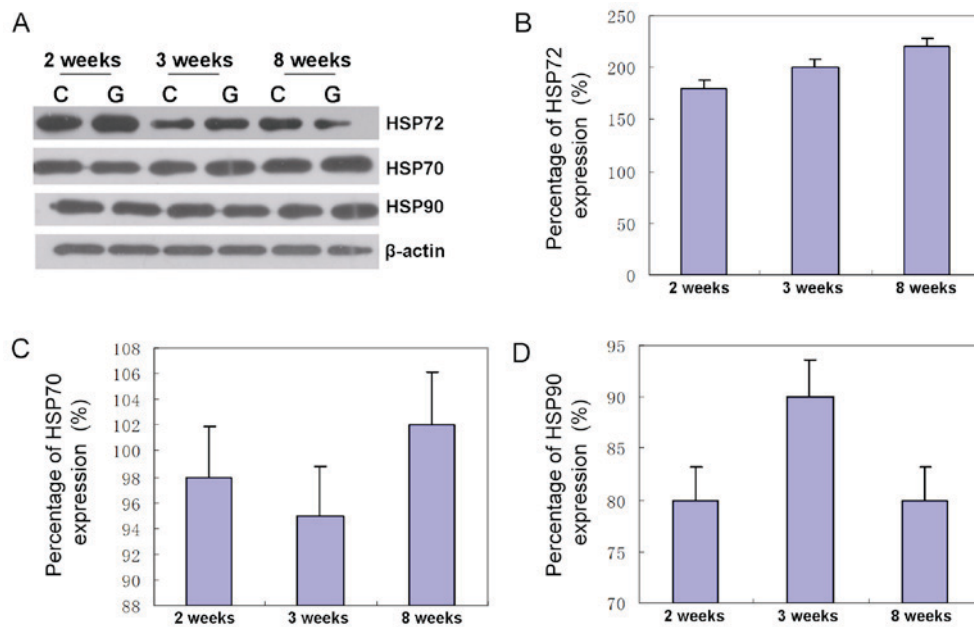 A
2 weeks 3 weeks 8 weeks
C G C G C G
HSP72
HSP70
HSP90
β-actin
B
Percentage of HSP72
expression (%)
250
200
150
200
100
50
0
2 weeks 3 weeks 8 weeks
C
Percentage of HSP70
expression (%)
108
106
104
102
100
98
96
94
92
90
88
2 weeks 3 weeks 8 weeks
D
Percentage of HSP90
expression (%)
95
90
85
80
75
70
2 weeks 3 weeks 8 weeks